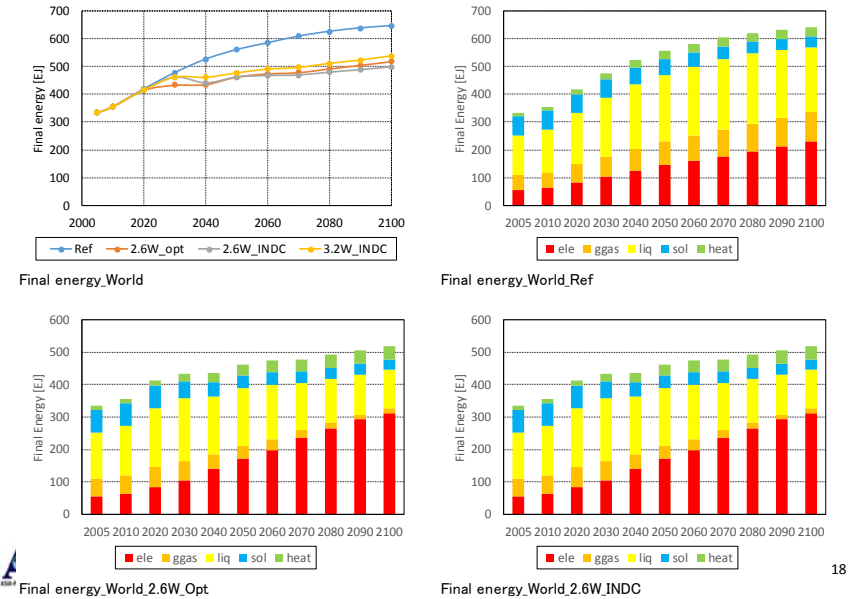 700
600
500
400
300
200
100
0
Final energy [EJ]
2000 2020 2040 2060 2080 2100
Ref 2.6W_opt 2.6W_INDC 3.2W_INDC
Final energy_World
700
600
500
400
300
200
100
0
Final energy [EJ]
2005 2010 2020 2030 2040 2050 2060 2070 2080 2090 2100
ele ggas liq sol heat
Final energy_World_Ref
600
500
400
300
200
100
0
Final Energy [EJ]
2005 2010 2020 2030 2040 2050 2060 2070 2080 2090 2100
ele ggas liq sol heat
Final energy_World_2.6W_Opt
600
500
400
300
200
100
0
Final Energy [EJ]
2005 2010 2020 2030 2040 2050 2060 2070 2080 2090 2100
ele ggas liq sol heat
Final energy_World_2.6W_INDC
18